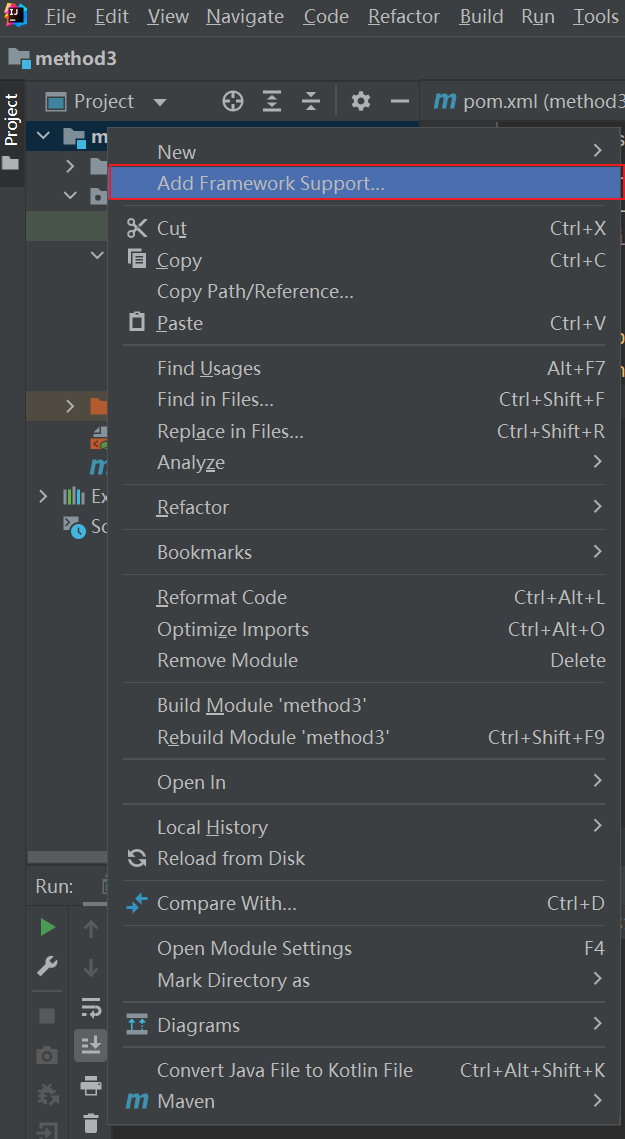 File Edit View Navigate Code Refactor Build Run Tools
method3
Project
Project
pom.xml (method3
m
New
Add Framework Support...
Cut Ctrl+X
Copy Ctrl+C
Copy Path/Reference...
Paste Ctrl+V
Find Usages Alt+F7
Find in Files... Ctrl+Shift+F
Replace in Files... Ctrl+Shift+R
Analyze
Refactor
Ex
Sc
Bookmarks
Reformat Code Ctrl+Alt+L
Optimize Imports Ctrl+Alt+O
Remove Module Delete
Build Module 'method3'
Rebuild Module 'method3' Ctrl+Shift+F9
Open In
Local History
Reload from Disk
Run:
Compare With... Ctrl+D
Open Module Settings F4
Mark Directory as
Diagrams
Convert Java File to Kotlin File Ctrl+Alt+Shift+K
Maven